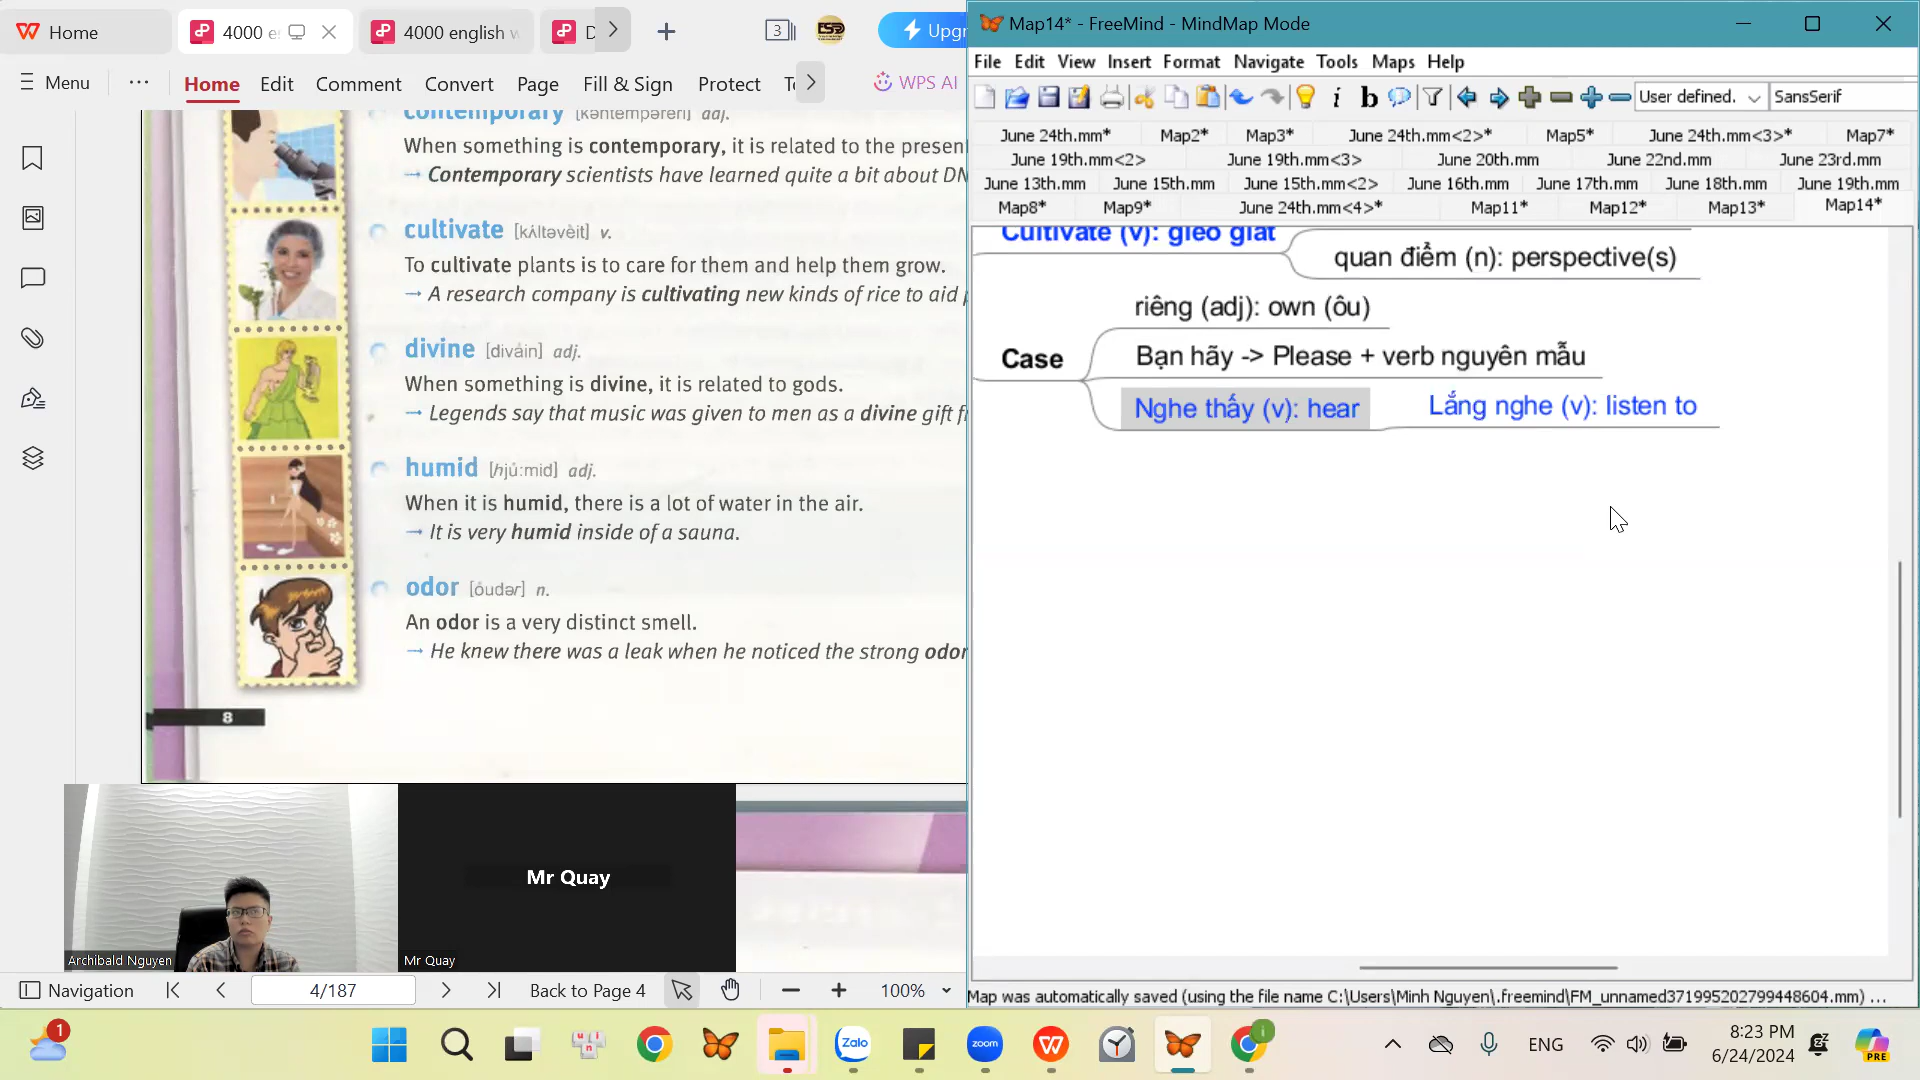 Home
4000 e
4000 english w
D
3
Upgr
Menu
...
Home
Edit
Comment
Convert
Page
Fill & Sign
Protect
WPS AI
contemporary [kəntempəreri] adj.
When something is contemporary, it is related to the present
→ Contemporary scientists have learned quite a bit about DN
cultivate [kʌ́ltəvèit] v.
To cultivate plants is to care for them and help them grow.
→ A research company is cultivating new kinds of rice to aid p
divine [diváin] adj.
When something is divine, it is related to gods.
→ Legends say that music was given to men as a divine gift f
humid [hjú:mid] adj.
When it is humid, there is a lot of water in the air.
→ It is very humid inside of a sauna.
odor [óudər] n.
An odor is a very distinct smell.
→ He knew there was a leak when he noticed the strong odor
8
Archibald Nguyen
Mr Quay
Mr Quay
Navigation
4/187
Back to Page 4
100%
Map14* - FreeMind - MindMap Mode
File Edit View Insert Format Navigate Tools Maps Help
User defined.
SansSerif
June 24th.mm* Map2* Map3* June 24th.mm<2>* Map5* June 24th.mm<3>* Map7*
June 19th.mm<2> June 19th.mm<3> June 20th.mm June 22nd.mm June 23rd.mm
June 13th.mm June 15th.mm June 15th.mm<2> June 16th.mm June 17th.mm June 18th.mm June 19th.mm
Map8* Map9* June 24th.mm<4>* Map11* Map12* Map13* Map14*
Cultivate (v): gieo giắt
quan điểm (n): perspective(s)
riêng (adj): own (ôu)
Case
Bạn hãy -> Please + verb nguyên mẫu
Nghe thấy (v): hear
Lắng nghe (v): listen to
Map was automatically saved (using the file name C:\Users\Minh Nguyen\.freemind\FM_unnamed371995202799448604.mm) ...
1
Zalo
zoom
ENG
8:23 PM
6/24/2024
PRE